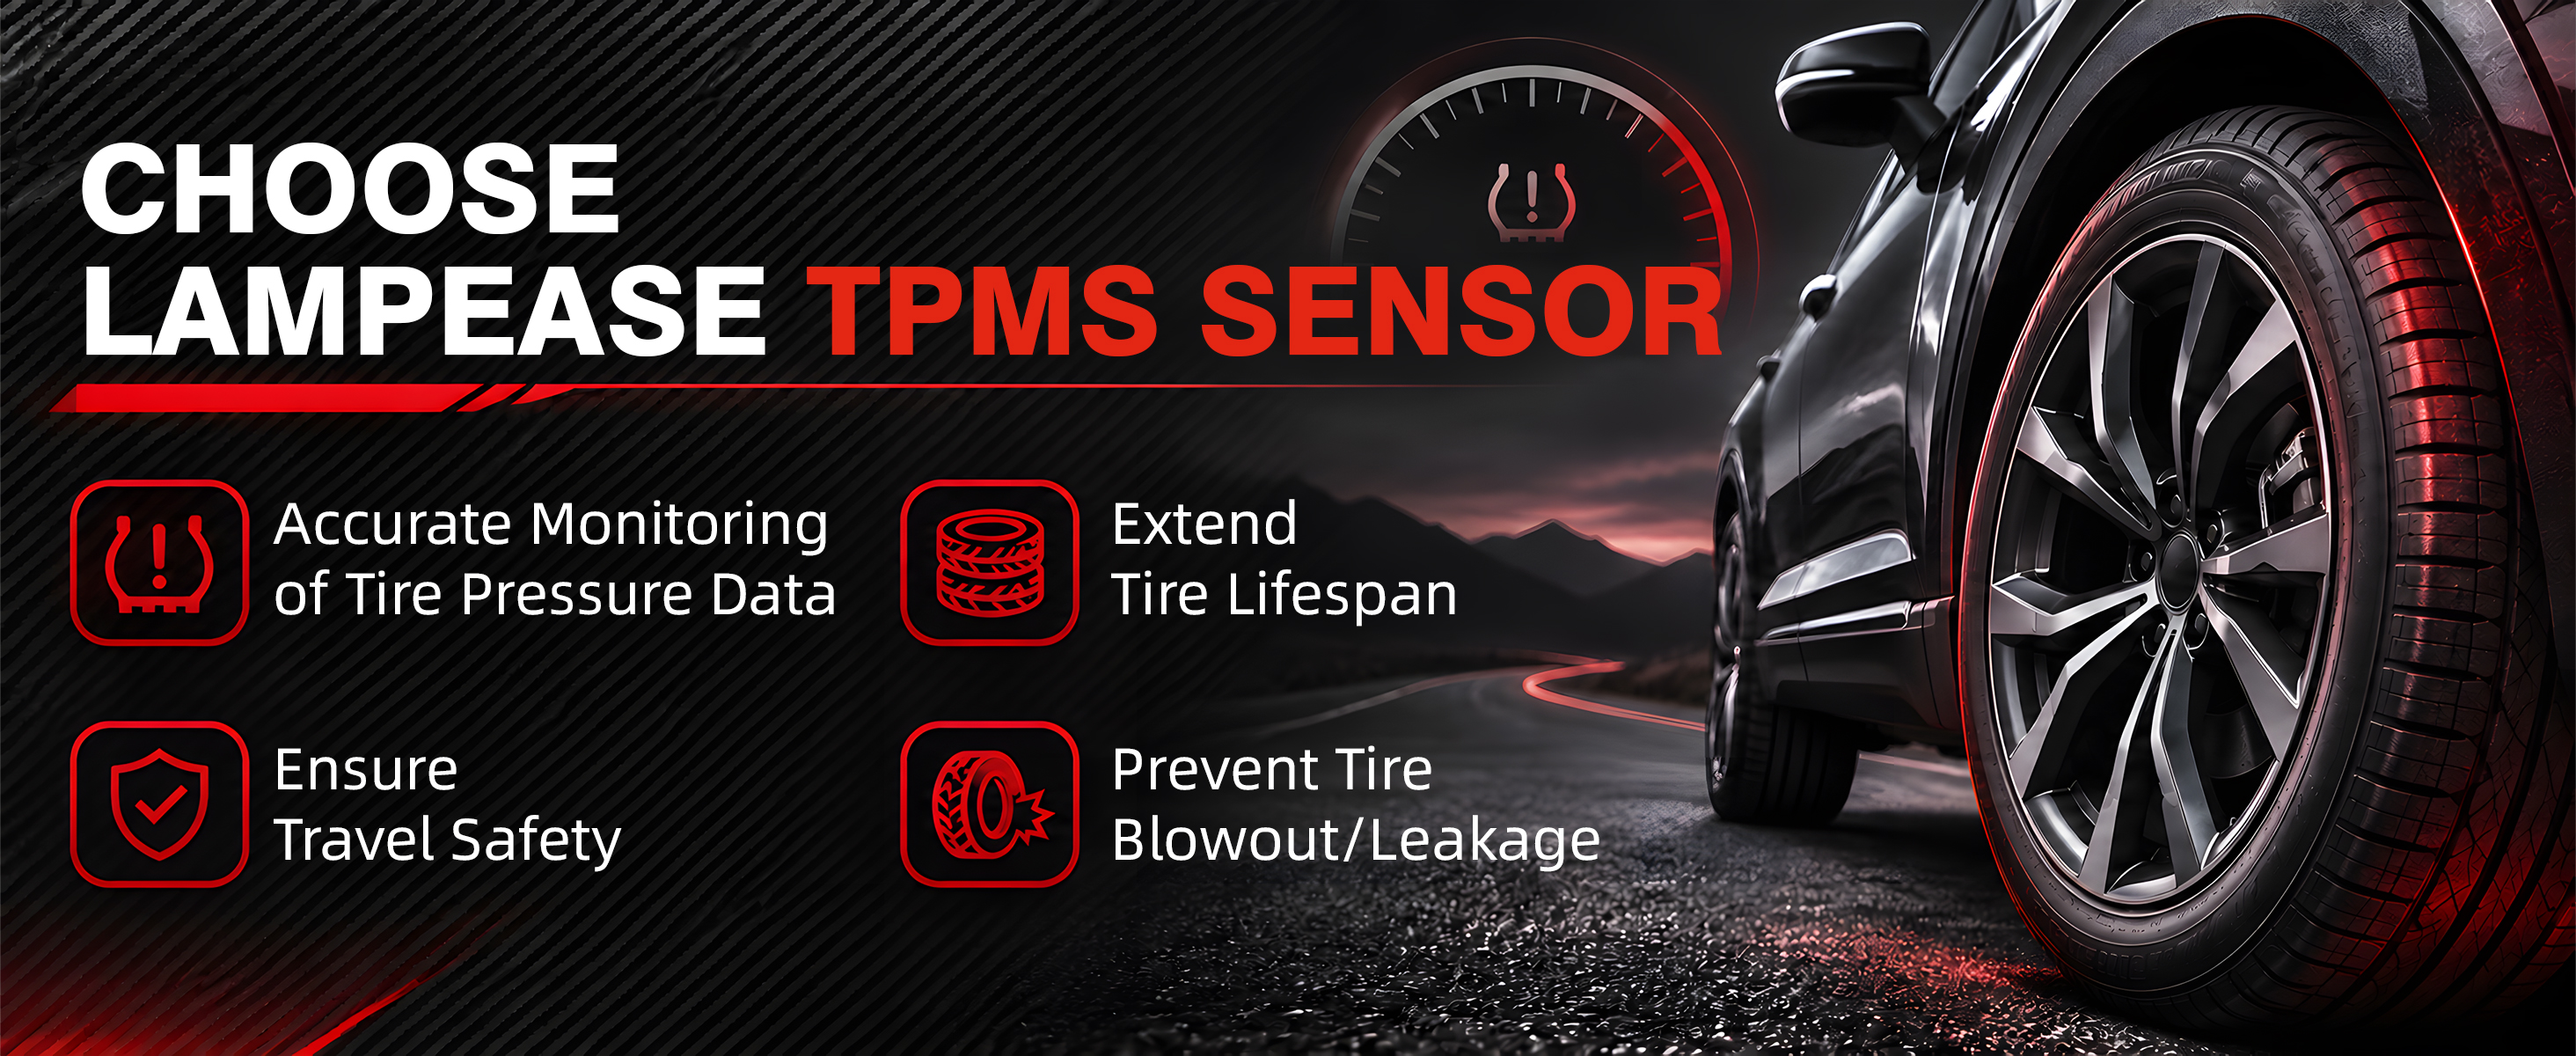 CHOOSE
LAMPEASE TPMS SENSOR
Accurate Monitoring
of Tire Pressure Data
Extend
Tire Lifespan
Ensure
Travel Safety
Prevent Tire
Blowout/Leakage